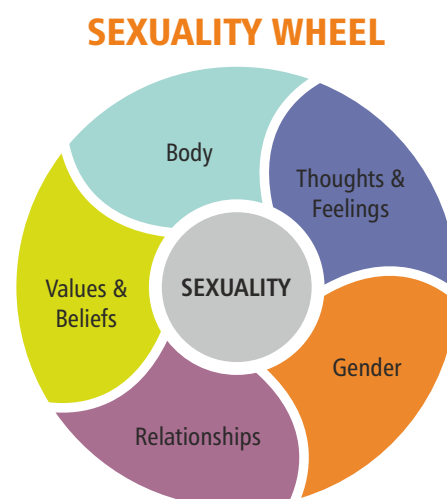 SEXUALITY WHEEL
Body
Thoughts &
Feelings
SEXUALITY
Values &
Beliefs
Gender
Relationships